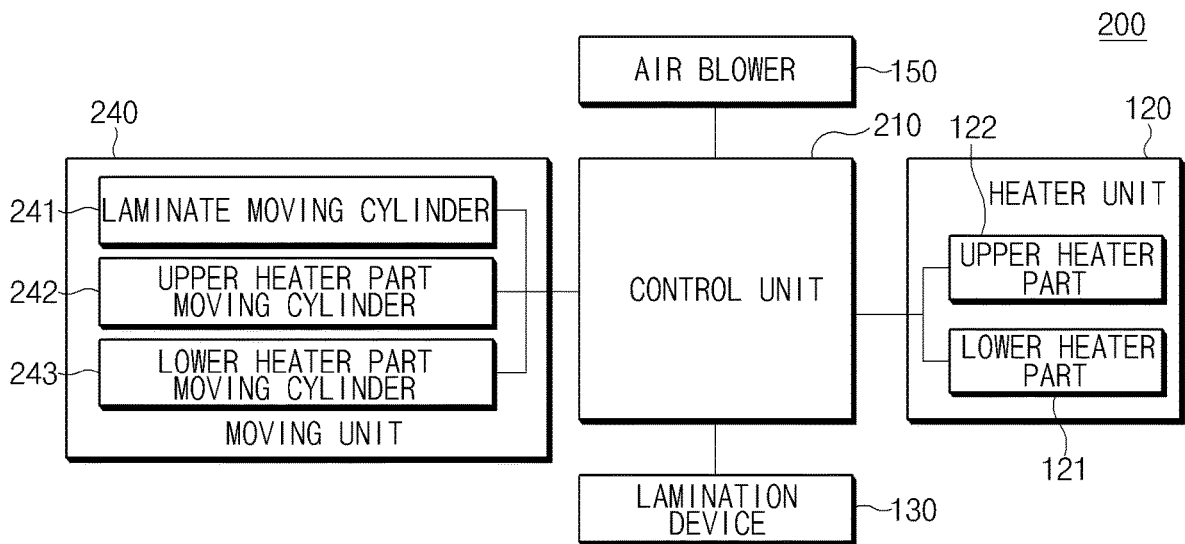 200
AIR BLOWER
150
240
210
120
122
241
LAMINATE MOVING CYLINDER
HEATER UNIT
242
UPPER HEATER PART
MOVING CYLINDER
CONTROL UNIT
UPPER HEATER
PART
243
LOWER HEATER PART
MOVING CYLINDER
LOWER HEATER
PART
MOVING UNIT
121
LAMINATION
DEVICE
130